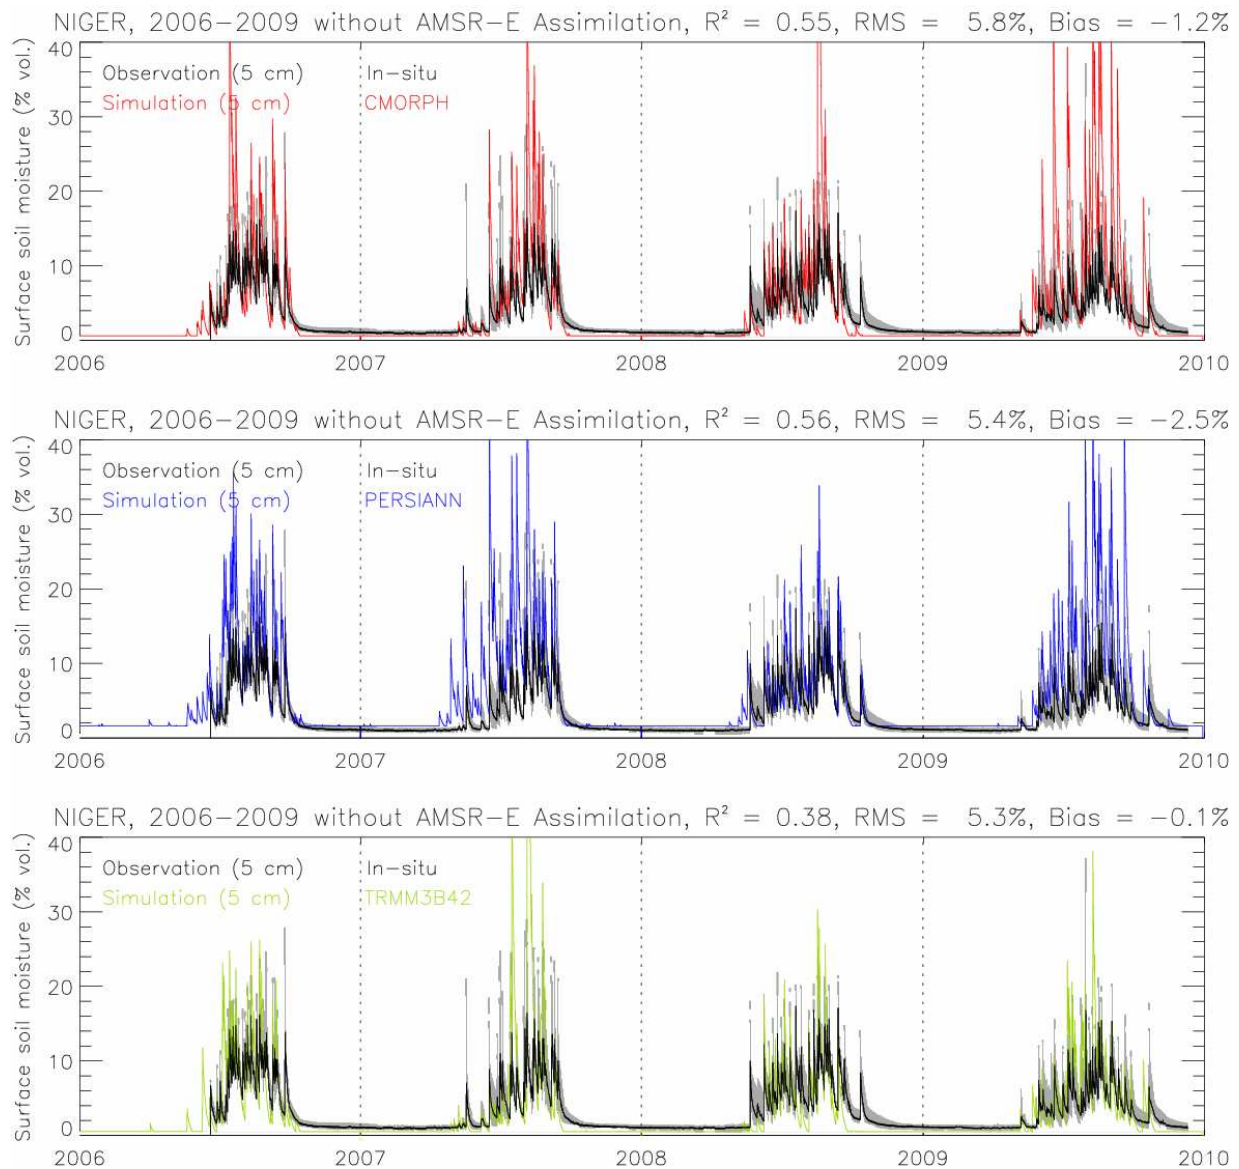 NIGER, 2006–2009 without AMSR–E Assimilation, R² = 0.55, RMS = 5.8%, Bias = −1.2%
Surface soil moisture (% vol.)
40
30
20
10
0
Observation (5 cm) In–situ
Simulation (5 cm) CMORPH
2006 2007 2008 2009 2010
NIGER, 2006–2009 without AMSR–E Assimilation, R² = 0.56, RMS = 5.4%, Bias = −2.5%
Surface soil moisture (% vol.)
40
30
20
10
0
Observation (5 cm) In–situ
Simulation (5 cm) PERSIANN
2006 2007 2008 2009 2010
NIGER, 2006–2009 without AMSR–E Assimilation, R² = 0.38, RMS = 5.3%, Bias = −0.1%
Surface soil moisture (% vol.)
40
30
20
10
0
Observation (5 cm) In–situ
Simulation (5 cm) TRMM3B42
2006 2007 2008 2009 2010